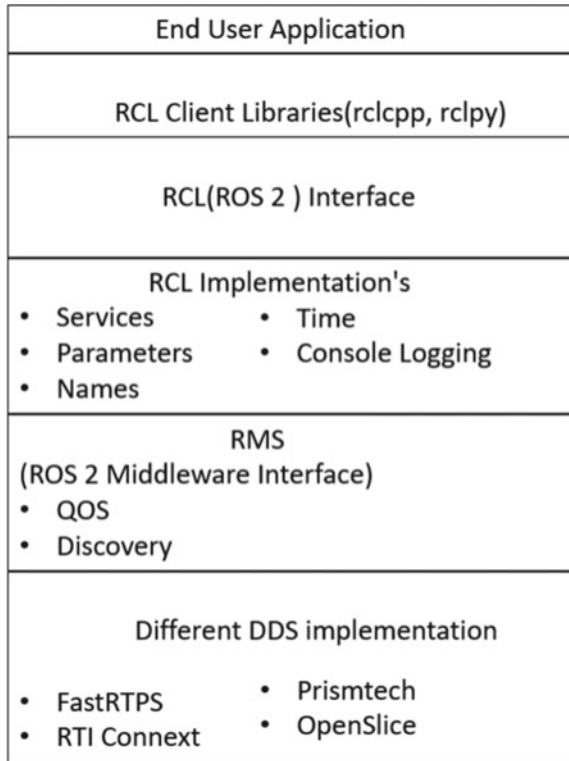 End User Application
RCL Client Libraries(rclcpp, rclpy)
RCL(ROS 2 ) Interface
RCL Implementation's
• Services
• Parameters
• Names
• Time
• Console Logging
RMS
(ROS 2 Middleware Interface)
• QOS
• Discovery
Different DDS implementation
• FastRTPS
• RTI Connext
• Prismtech
• OpenSlice